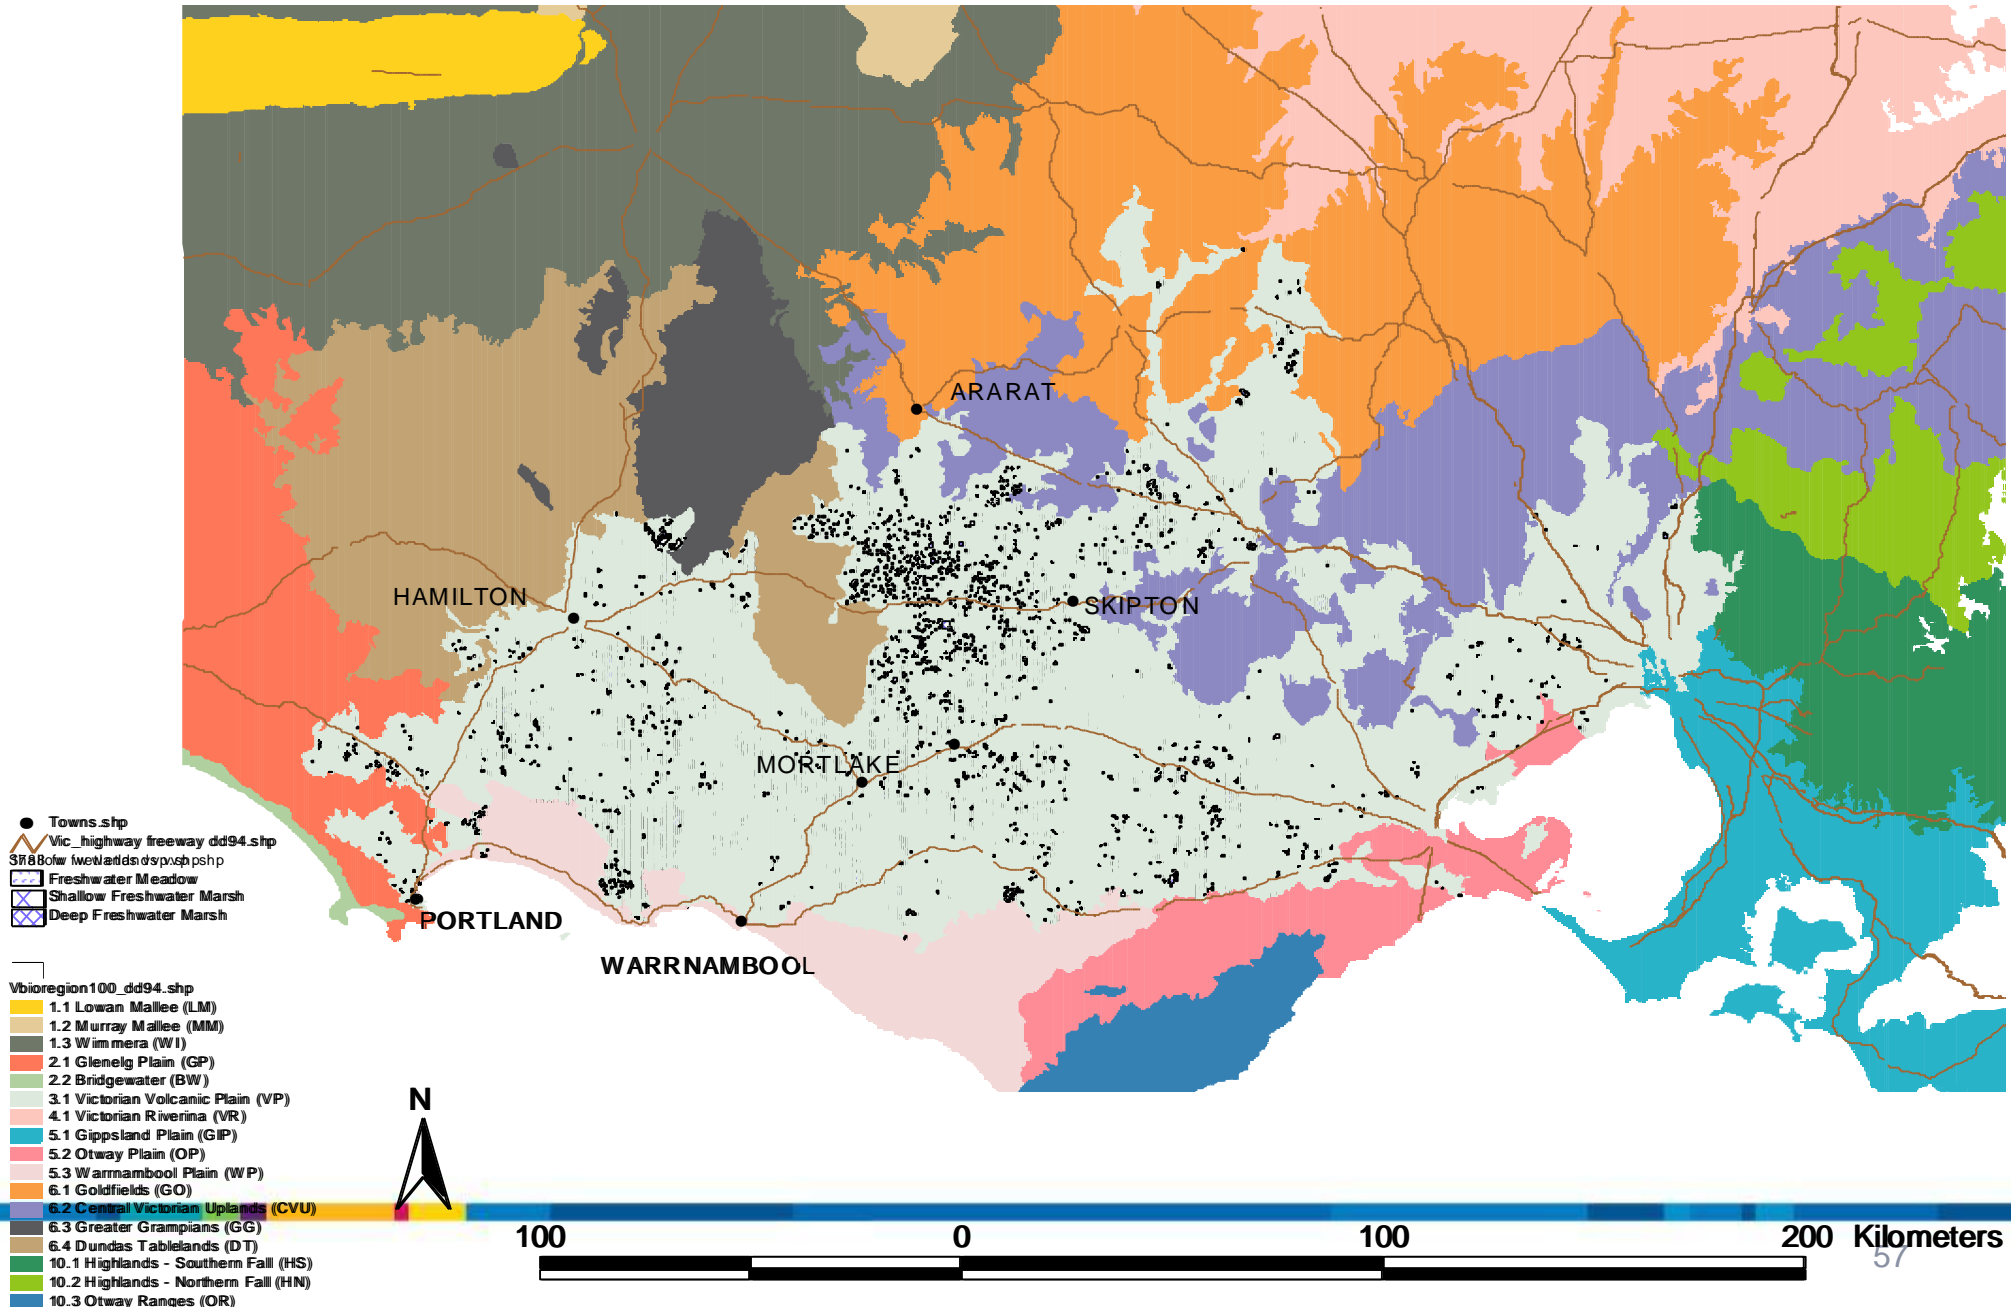 ARARAT
HAMILTON
SKIPTON
MORTLAKE
PORTLAND
WARRNAMBOOL
Towns.shp
Vic_highway freeway dd94.shp
Freshwater Meadow
Shallow Freshwater Marsh
Deep Freshwater Marsh
Vbioregion100_dd94.shp
1.1 Lowan Mallee (LM)
1.2 Murray Mallee (MM)
1.3 Wimmera (WI)
2.1 Glenelg Plain (GP)
2.2 Bridgewater (BW)
3.1 Victorian Volcanic Plain (VP)
4.1 Victorian Riverina (VR)
5.1 Gippsland Plain (GIP)
5.2 Otway Plain (OP)
5.3 Warrnambool Plain (WP)
6.1 Goldfields (GO)
6.2 Central Victorian Uplands (CVU)
6.3 Greater Grampians (GG)
6.4 Dundas Tablelands (DT)
10.1 Highlands - Southern Fall (HS)
10.2 Highlands - Northern Fall (HN)
10.3 Otway Ranges (OR)
N
100 0 100 200 Kilometers
57